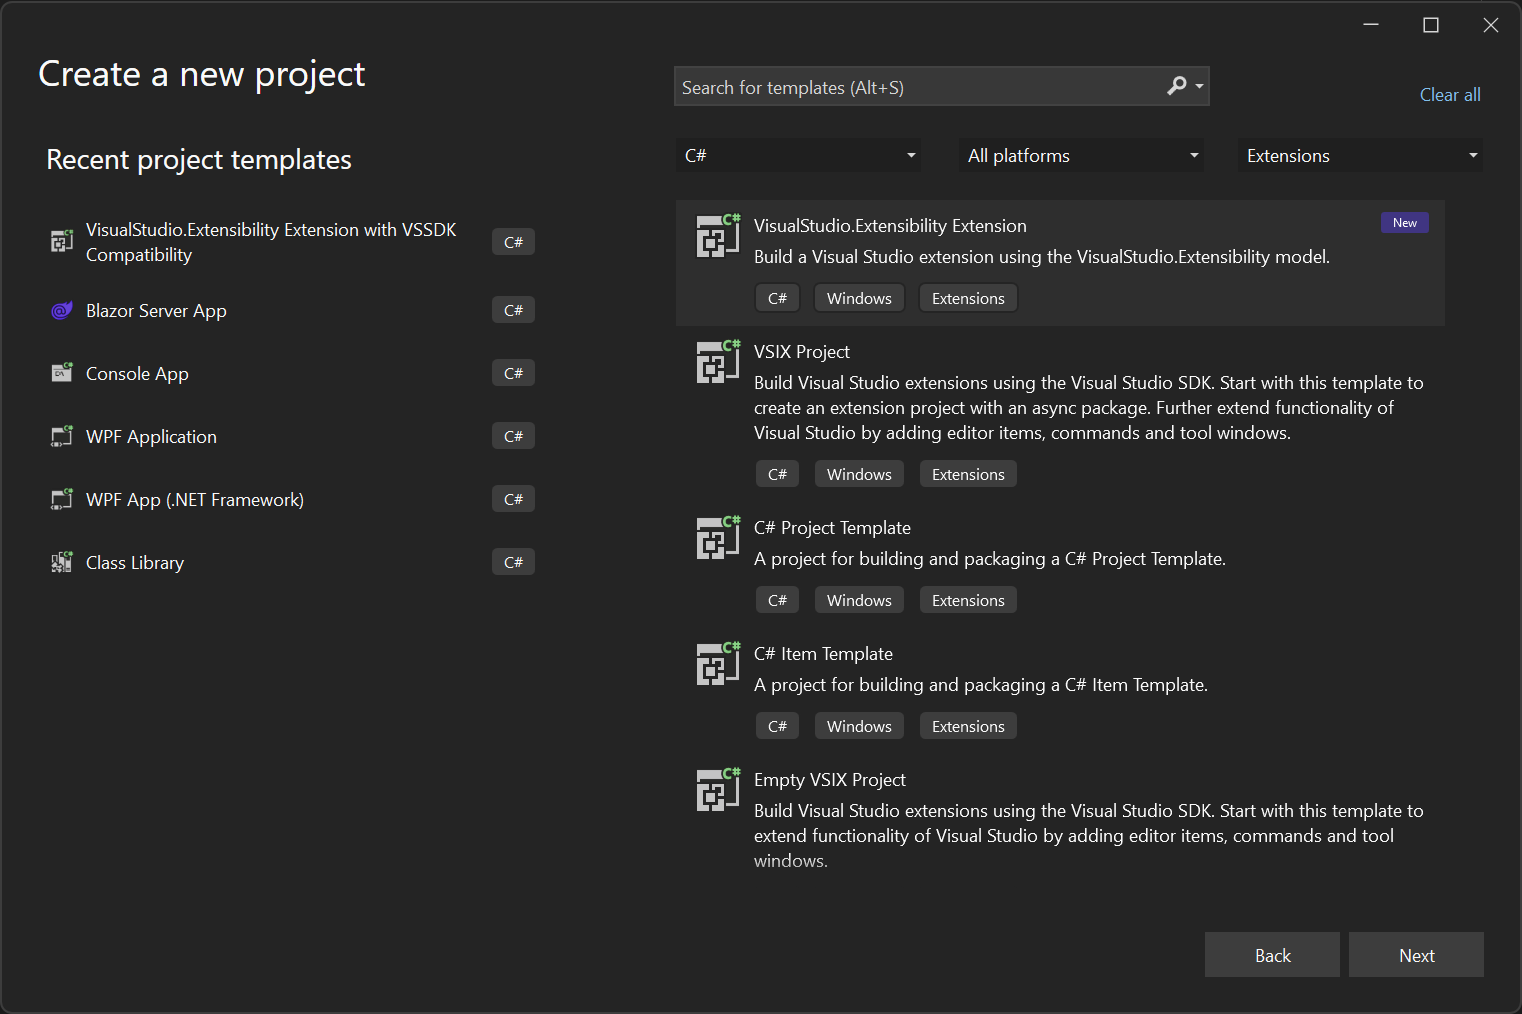 Create a new project
Search for templates (Alt+S)
Clear all
Recent project templates
C#
All platforms
Extensions
VisualStudio.Extensibility Extension with VSSDK
Compatibility
C#
Blazor Server App
C#
Console App
C#
WPF Application
C#
WPF App (.NET Framework)
C#
Class Library
C#
VisualStudio.Extensibility Extension
New
Build a Visual Studio extension using the VisualStudio.Extensibility model.
C#
Windows
Extensions
VSIX Project
Build Visual Studio extensions using the Visual Studio SDK. Start with this template to
create an extension project with an async package. Further extend functionality of
Visual Studio by adding editor items, commands and tool windows.
C#
Windows
Extensions
C# Project Template
A project for building and packaging a C# Project Template.
C#
Windows
Extensions
C# Item Template
A project for building and packaging a C# Item Template.
C#
Windows
Extensions
Empty VSIX Project
Build Visual Studio extensions using the Visual Studio SDK. Start with this template to
extend functionality of Visual Studio by adding editor items, commands and tool
windows.
Back
Next